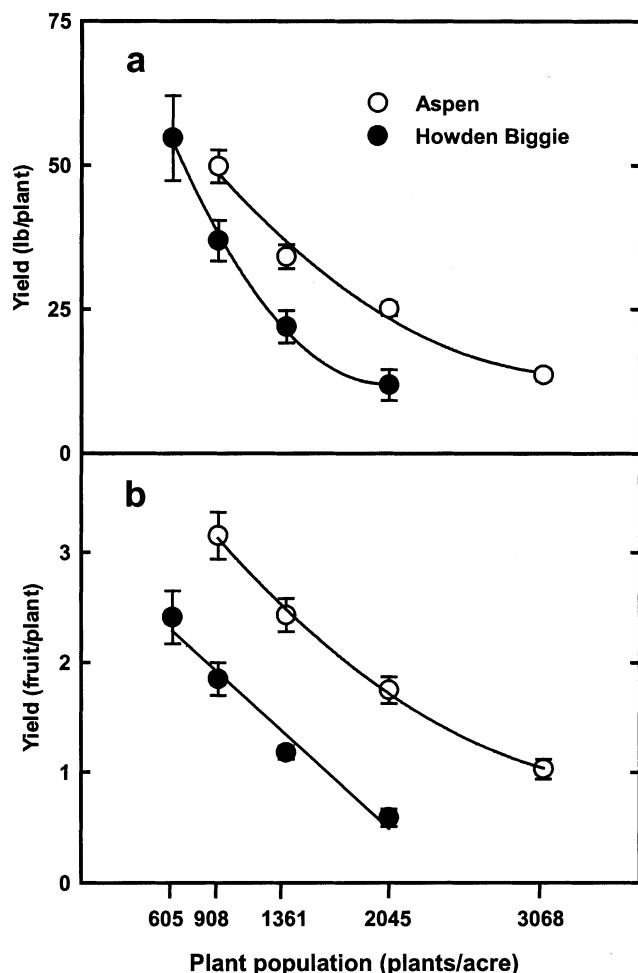 75
a
Aspen
Howden Biggie
50
Yield (lb/plant)
25
0
b
3
Yield (fruit/plant)
2
1
0
605 908 1361 2045 3068
Plant population (plants/acre)